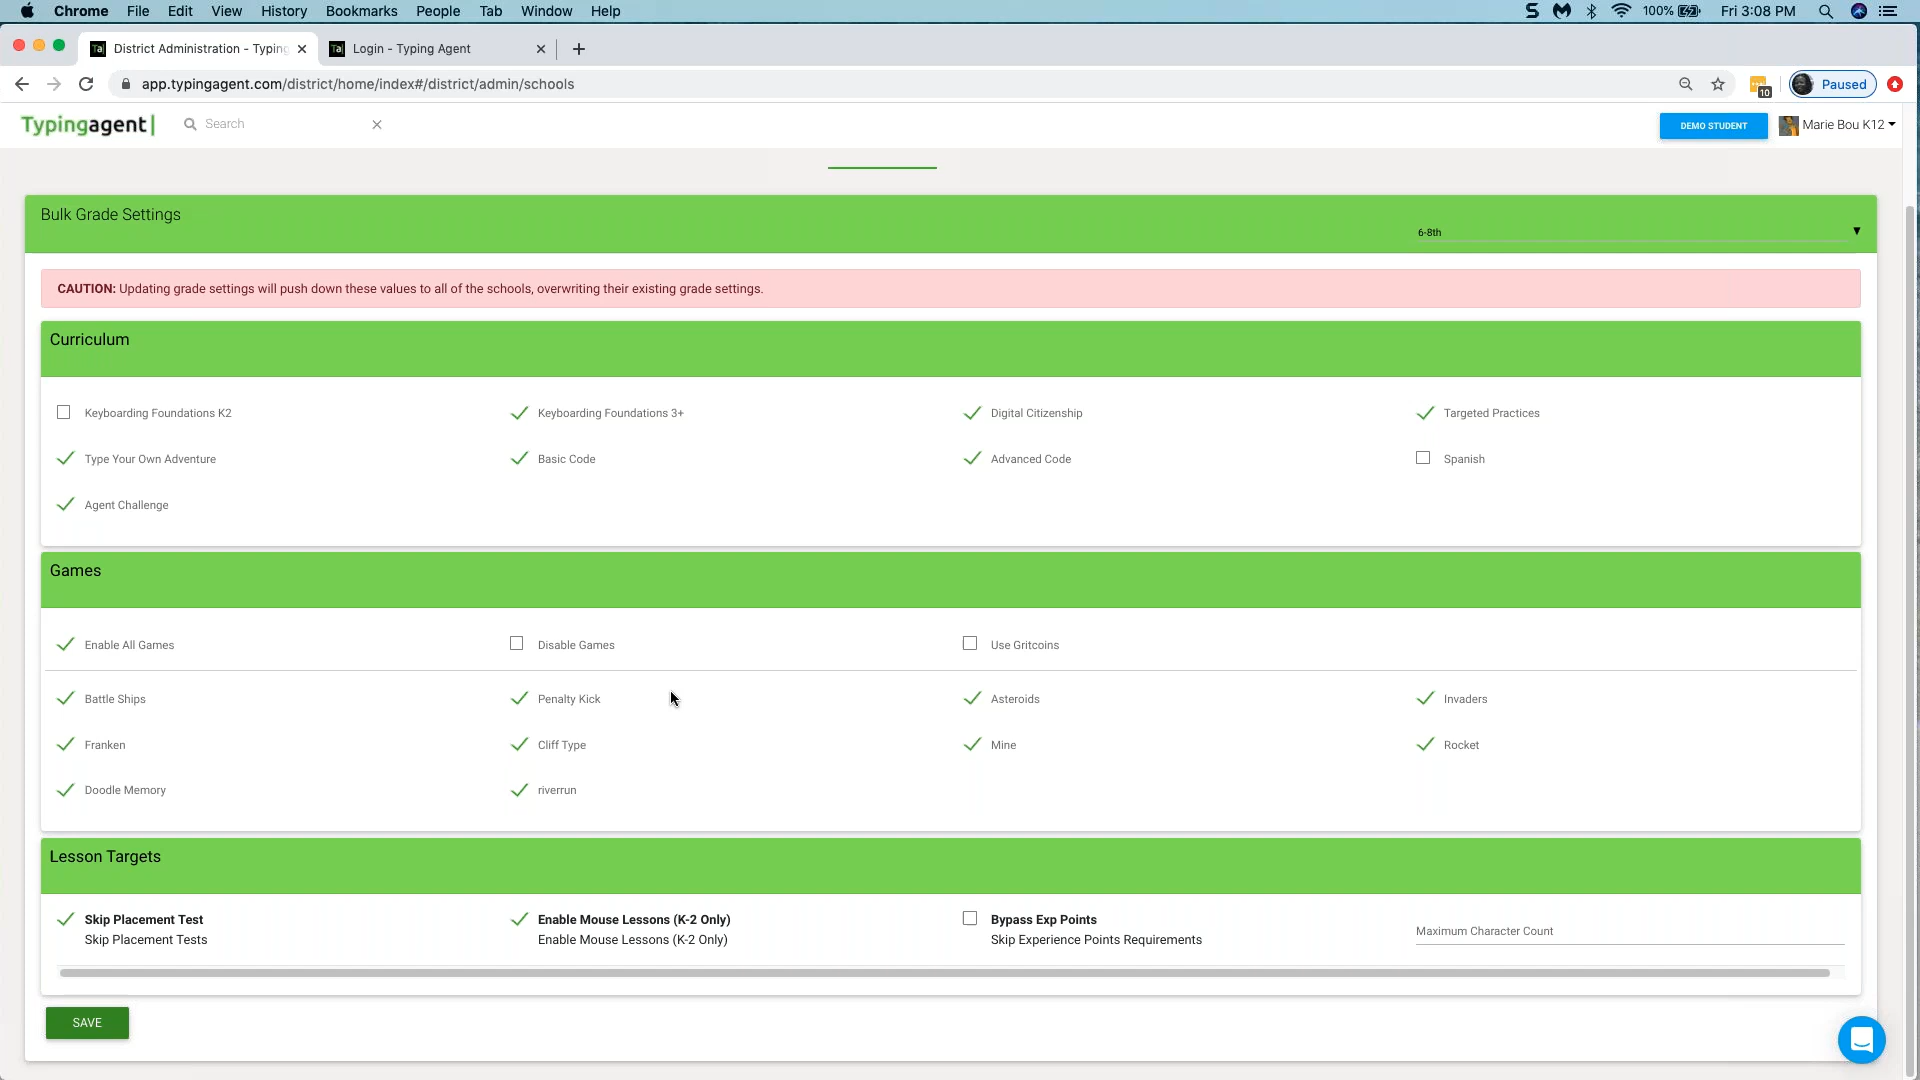 Chrome File Edit View History Bookmarks People Tab Window Help 100% Fri 3:08 PM
District Administration - Typing Login - Typing Agent
app.typingagent.com/district/home/index#/district/admin/schools 10 Paused
Typingagent| Search DEMO STUDENT Marie Bou K12
Bulk Grade Settings
6-8th
CAUTION: Updating grade settings will push down these values to all of the schools, overwriting their existing grade settings.
Curriculum
Keyboarding Foundations K2 Keyboarding Foundations 3+ Digital Citizenship Targeted Practices
Type Your Own Adventure Basic Code Advanced Code Spanish
Agent Challenge
Games
Enable All Games Disable Games Use Gritcoins
Battle Ships Penalty Kick Asteroids Invaders
Franken Cliff Type Mine Rocket
Doodle Memory riverrun
Lesson Targets
Skip Placement Test Enable Mouse Lessons (K-2 Only) Bypass Exp Points
Maximum Character Count
Skip Placement Tests Enable Mouse Lessons (K-2 Only) Skip Experience Points Requirements
SAVE